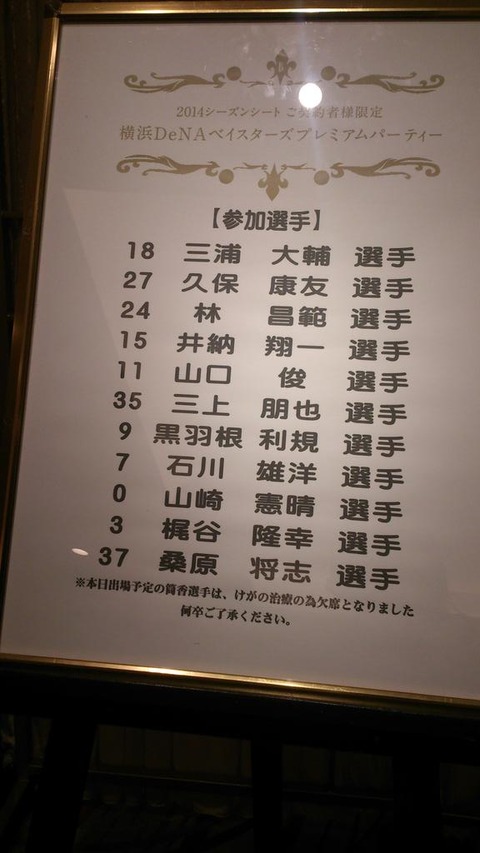 2014シーズンシート ご契約者様限定
横浜DeNAベイスターズプレミアムパーティー
【参加選手】
18 三浦 大輔 選手
27 久保 康友 選手
24 林 昌範 選手
15 井納 翔一 選手
11 山口 俊 選手
35 三上 朋也 選手
9 黒羽根 利規 選手
7 石川 雄洋 選手
0 山崎 憲晴 選手
3 梶谷 隆幸 選手
37 桑原 将志 選手
※本日出場予定の筒香選手は、けがの治療の為欠席となりました
何卒ご了承ください。